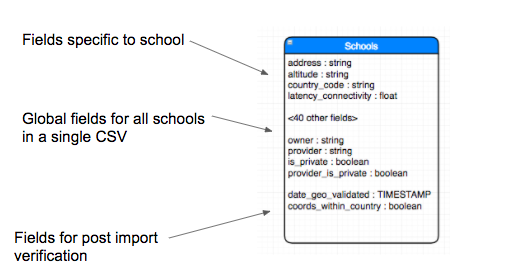 Fields specific to school
Schools
address : string
altitude : string
country_code : string
latency_connectivity : float
<40 other fields>
Global fields for all schools
in a single CSV
owner : string
provider : string
is_private : boolean
provider_is_private : boolean
date_geo_validated : TIMESTAMP
coords_within_country : boolean
Fields for post import
verification